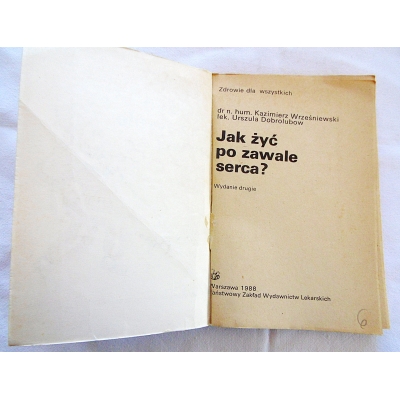 Zdrowie dla wszystkich
dr n. hum. Kazimierz Wrześniewski
lek. Urszula Dobrolubow
Jak żyć
po zawale
serca?
Wydanie drugie
Warszawa 1988
Państwowy Zakład Wydawnictw Lekarskich